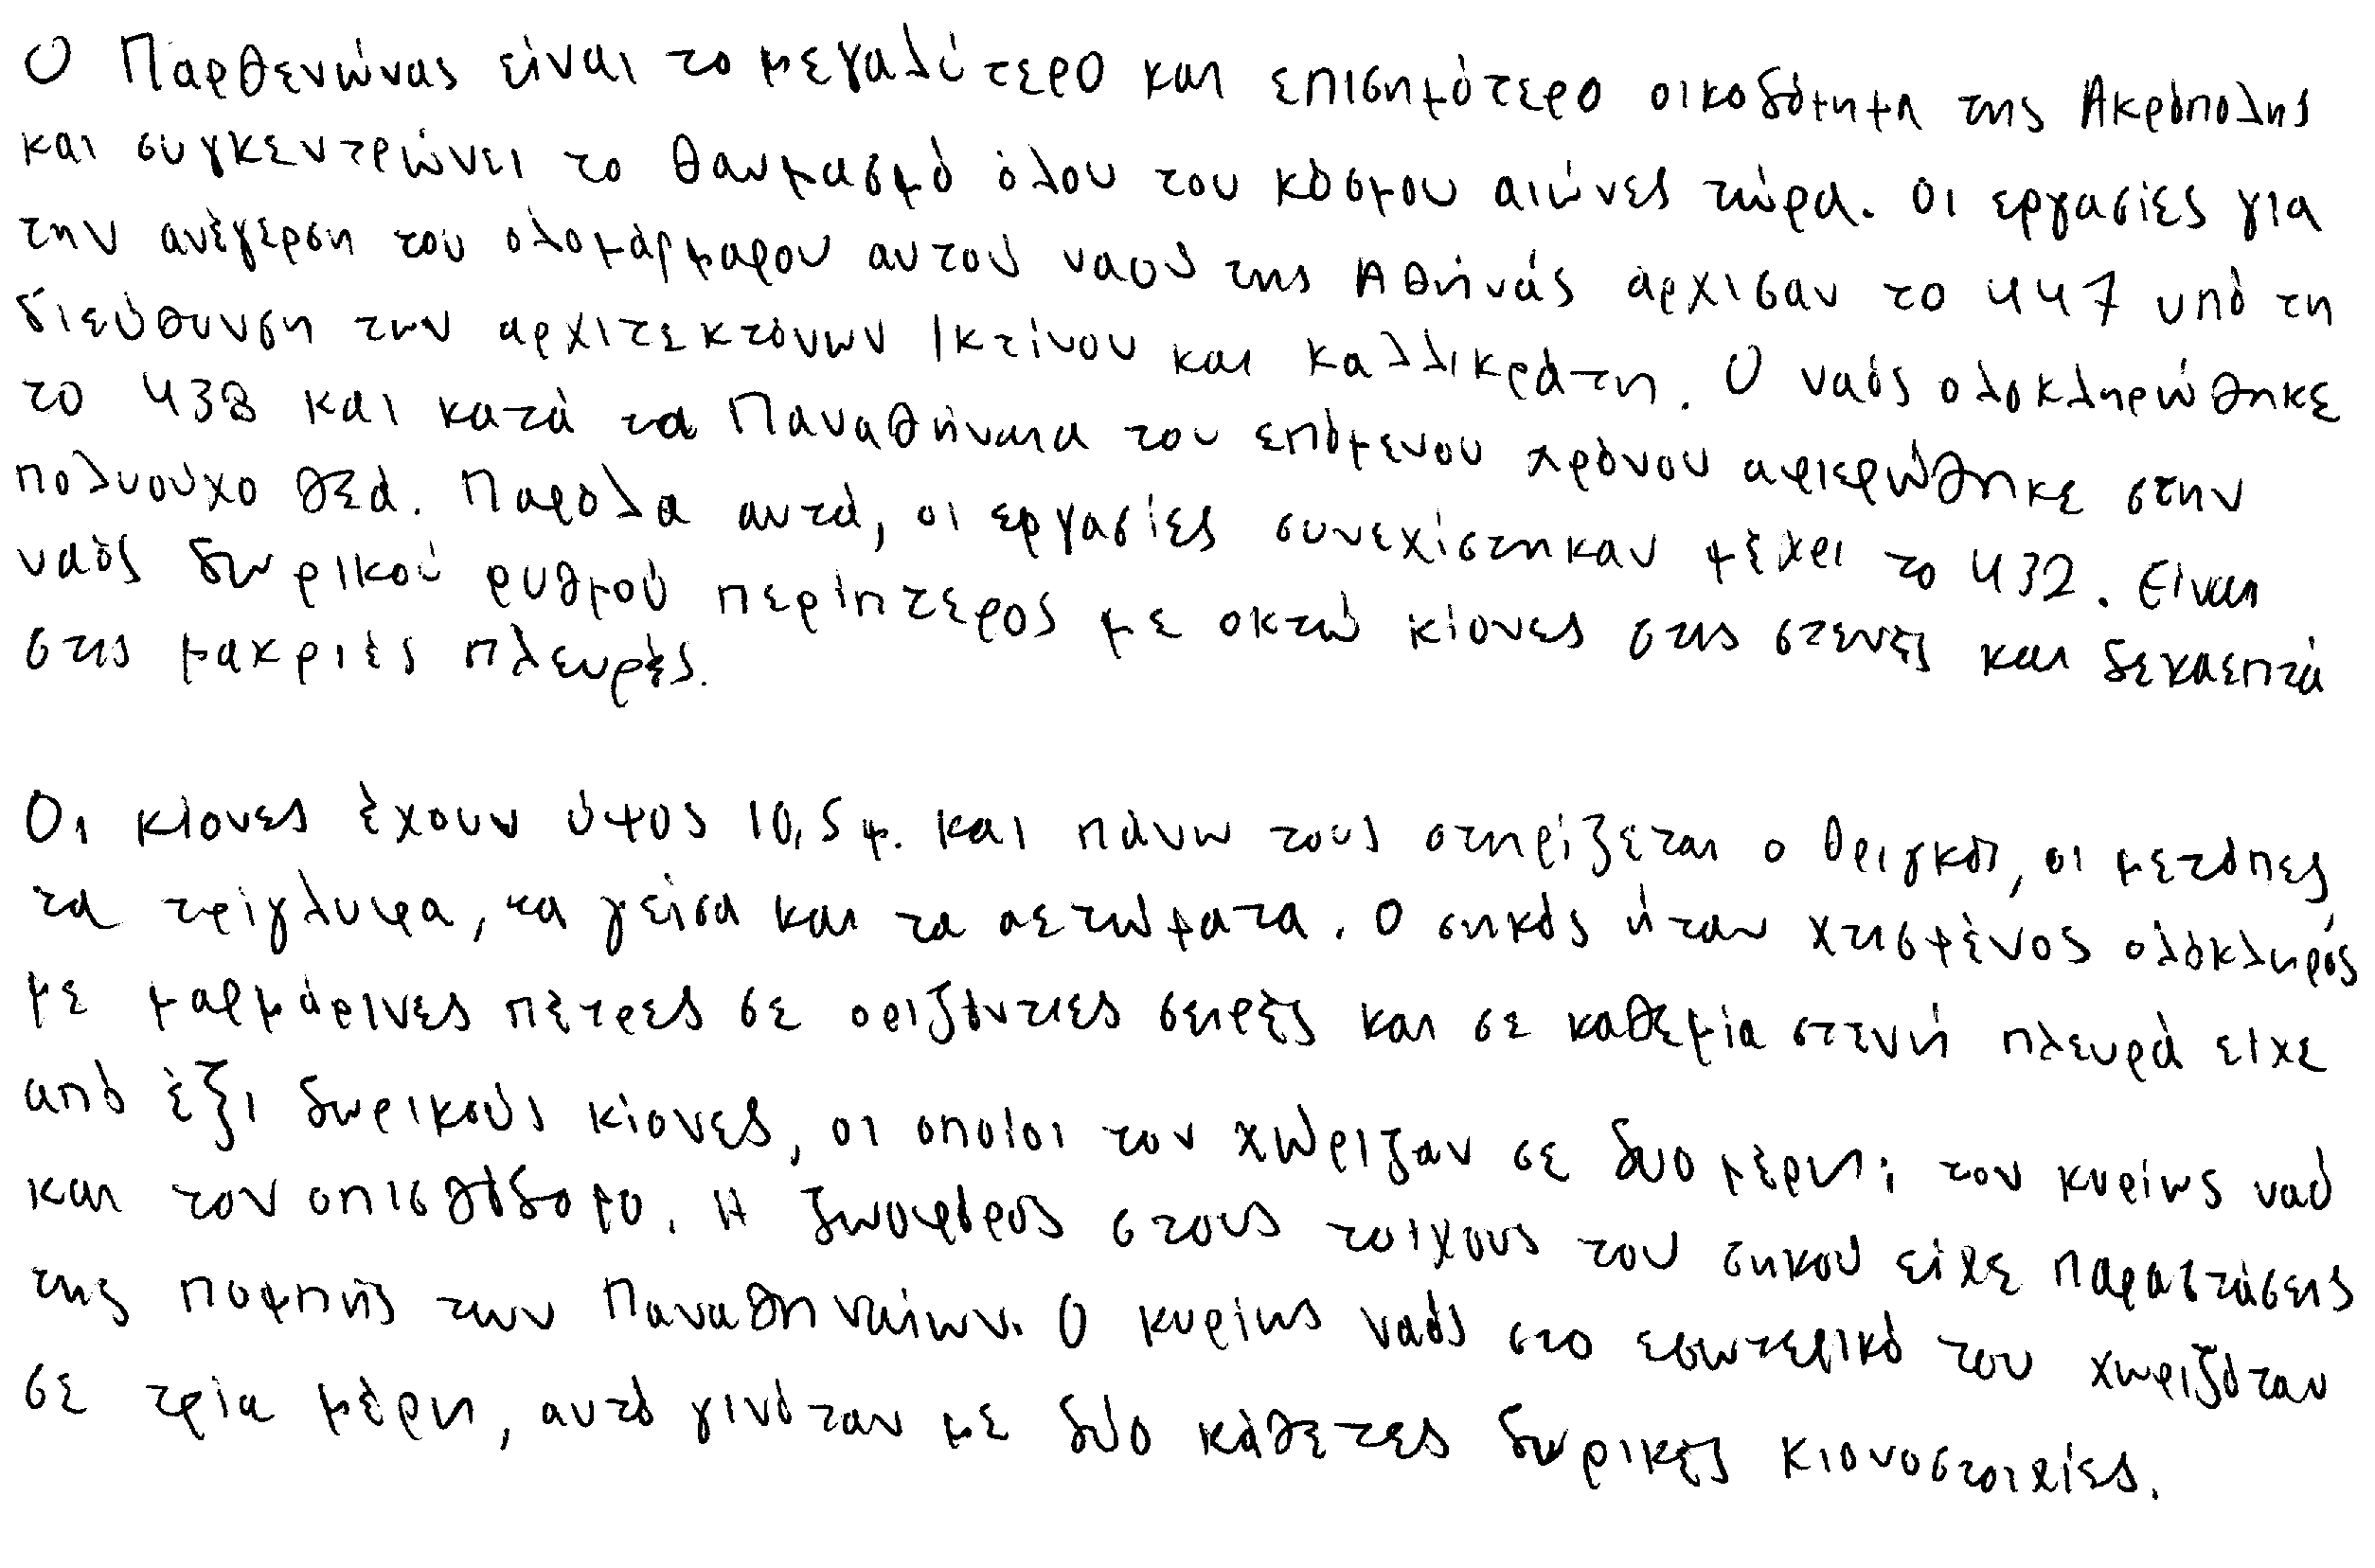 Ο Παρθενώνας είναι το μεγαλύτερο και επισημότερο οικοδόμημα της Ακρόπολης
και συγκεντρώνει το θαυμασμό όλου του κόσμου αιώνες τώρα. Οι εργασίες για
την ανέγερση του ολομάρμαρου αυτού ναού της Αθήνάς άρχισαν το 447 υπό τη
διεύθυνση των αρχιτεκτόνων Ικτίνου και Καλλικράτη. Ο ναός ολοκληρώθηκε
το 438 και κατά τα Παναθήναια του επόμενου χρόνου αφιερώθηκε στην
πολυούχο θεά. Παρόλα αυτά, οι εργασίες συνεχίστηκαν μέχρι το 432. Είναι
ναός δωρικού ρυθμού περίπτερος με οκτώ κίονες στις στενές και δεκαεπτά
στις μακριές πλευρές.
Οι κίονες έχουν ύψος 10,5 μ. και πάνω τους στηρίζεται ο θριγκός, οι μετόπες,
τα τρίγλυφα, τα γείσα και τα αετώματα. Ο σηκός ήταν χτισμένος ολόκληρός
με μαρμάρινες πέτρες σε οριζόντιες σειρές και σε καθεμία στενή πλευρά είχε
από έξι δωρικούς κίονες, οι οποίοι τον χώριζαν σε δυο μέρη: τον κυρίως ναό
και τον οπισθόδομο. Η ζωοφόρος στους τοίχους του σηκού είχε παραστάσεις
της πομπής των Παναθηναίων. Ο κυρίως ναός στο εσωτερικό του χωριζόταν
σε τρία μέρη, αυτό γινόταν με δύο κάθετες δωρικές κιονοστοιχίες.